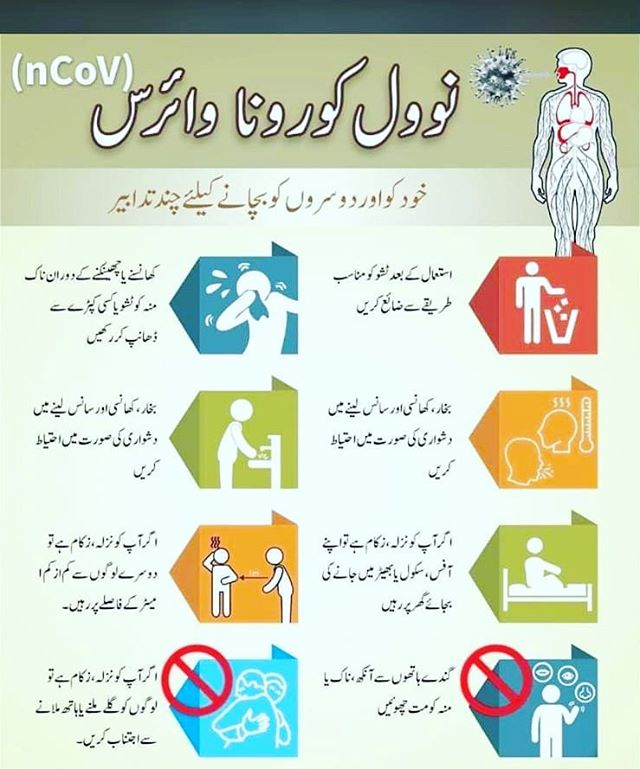 نوول کورونا وائرس (nCoV)
خود کو اور دوسروں کو بچانے کیلئے چند تدابیر
استعمال کے بعد نشو کو مناسب
طریقے سے ضائع کریں
کھانسنے یا چھینکنے کے دوران ناک
منہ کو نشو یا کسی کپڑے سے
ڈھانپ کر رکھیں
بخار، کھانسی اور سانس لینے میں
دشواری کی صورت میں احتیاط
کریں
بخار، کھانسی اور سانس لینے میں
دشواری کی صورت میں احتیاط
کریں
اگر آپ کو نزلہ، زکام ہے تو اپنے
آفس، سکول یا بھیڑ میں جانے کی
بجائے گھر پر رہیں
اگر آپ کو نزلہ، زکام ہے تو
دوسرے لوگوں سے کم از کم ۱
میٹر کے فاصلے پر رہیں۔
گندے ہاتھوں سے آنکھ، ناک یا
منہ کو مت چھوئیں
اگر آپ کو نزلہ، زکام ہے تو
لوگوں کو گلے ملنے یا ہاتھ ملانے
سے اجتناب کریں۔